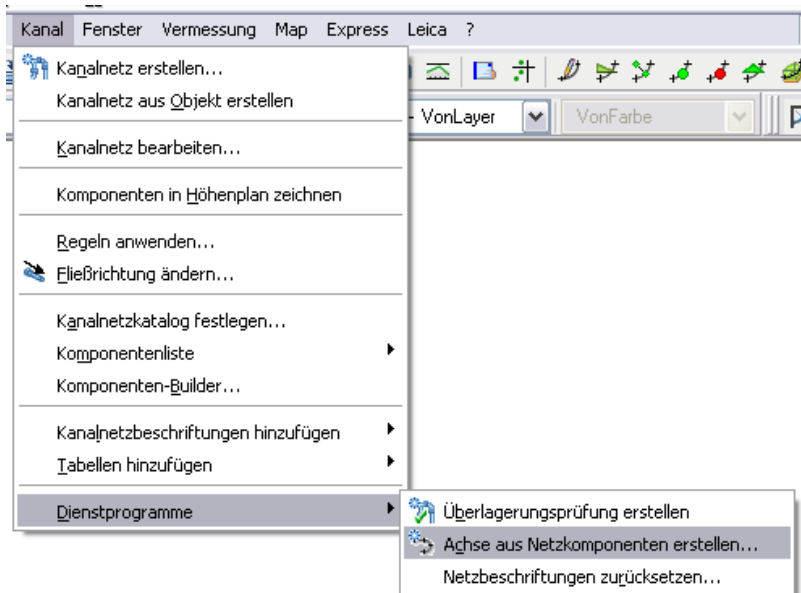 Kanal Fenster Vermessung Map Express Leica ?
Kanalnetz erstellen...
Kanalnetz aus Objekt erstellen
- VonLayer VonFarbe
Kanalnetz bearbeiten...
Komponenten in Höhenplan zeichnen
Regeln anwenden...
Fließrichtung ändern...
Kanalnetzkatalog festlegen...
Komponentenliste
Komponenten-Builder...
Kanalnetzbeschriftungen hinzufügen
Tabellen hinzufügen
Dienstprogramme
Überlagerungsprüfung erstellen
Achse aus Netzkomponenten erstellen...
Netzbeschriftungen zurücksetzen...